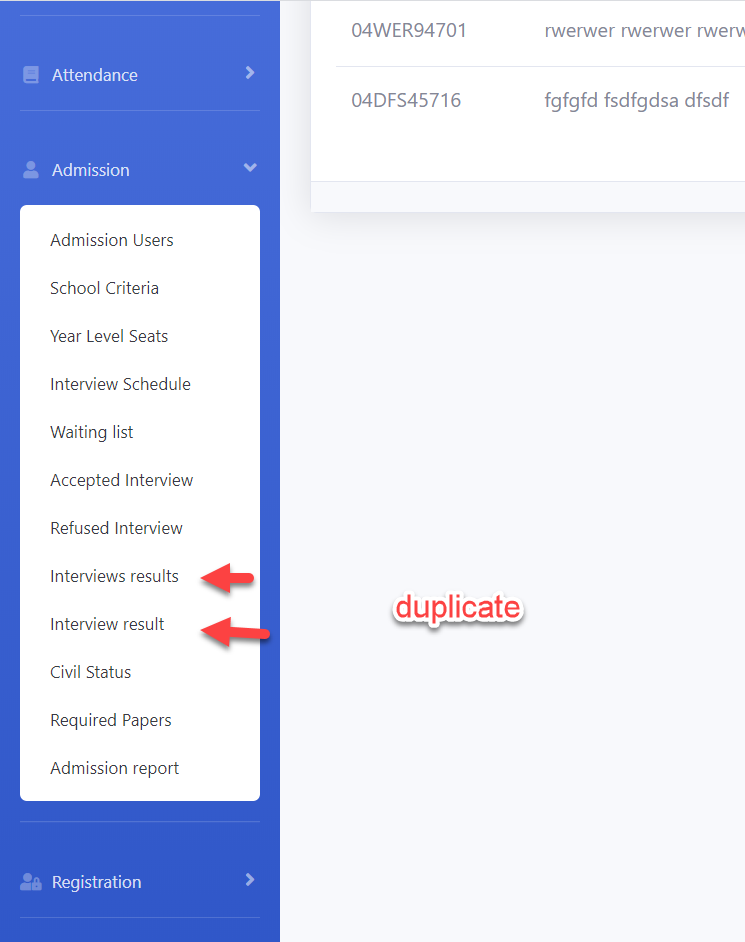 04WER94701 rwerwer rwerwer
Attendance
04DFS45716 fgfgfd fsdfgdsa dfsdf
Admission
Admission Users
School Criteria
Year Level Seats
Interview Schedule
Waiting list
Accepted Interview
Refused Interview
Interviews results
duplicate
Interview result
Civil Status
Required Papers
Admission report
Registration